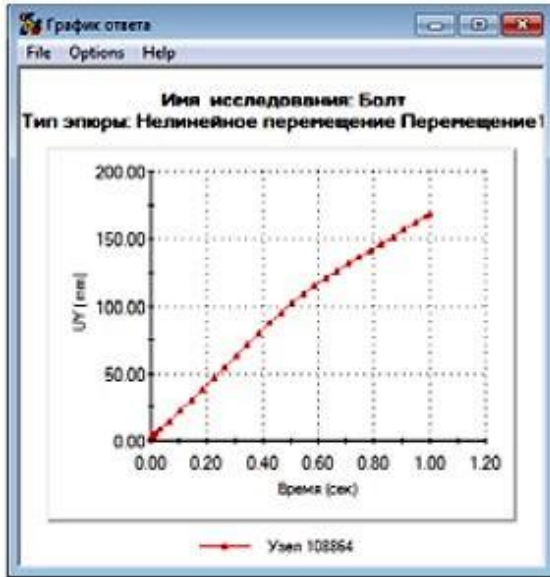 График ответа
File Options Help
Имя исследования: Болт
Тип эпюры: Нелинейное перемещение Перемещение1
200.00
150.00
100.00
50.00
0.00
UY (mm)
0.00 0.20 0.40 0.60 0.80 1.00 1.20
Время (сек)
Узел 108864